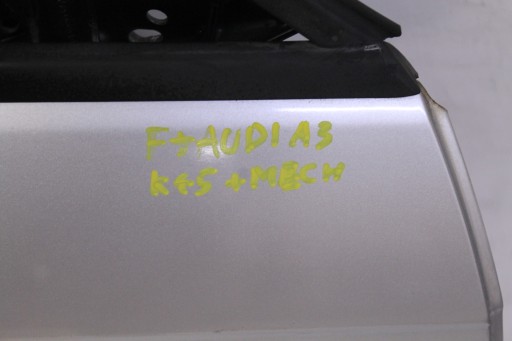 F+AUDI A3
K+S +MECH